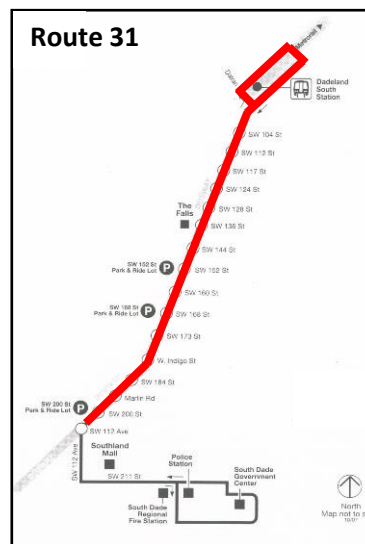 Route 31
Metrorail
Dadeland
South
Station
SW 104 St
SW 112 St
SW 117 St
SW 124 St
SW 128 St
The
Falls
SW 136 St
SW 144 St
SW 152 St
Park & Ride Lot
P
SW 152 St
SW 160 St
SW 168 St
Park & Ride Lot
P
SW 168 St
SW 173 St
W. Indigo St
SW 184 St
Marlin Rd
SW 200 St
Park & Ride Lot
P
SW 200 St
SW 112 Ave
SW 112 Ave
Southland
Mall
SW 211 St
Police
Station
South Dade
Government
Center
South Dade
Regional
Fire Station
North
Map not to s